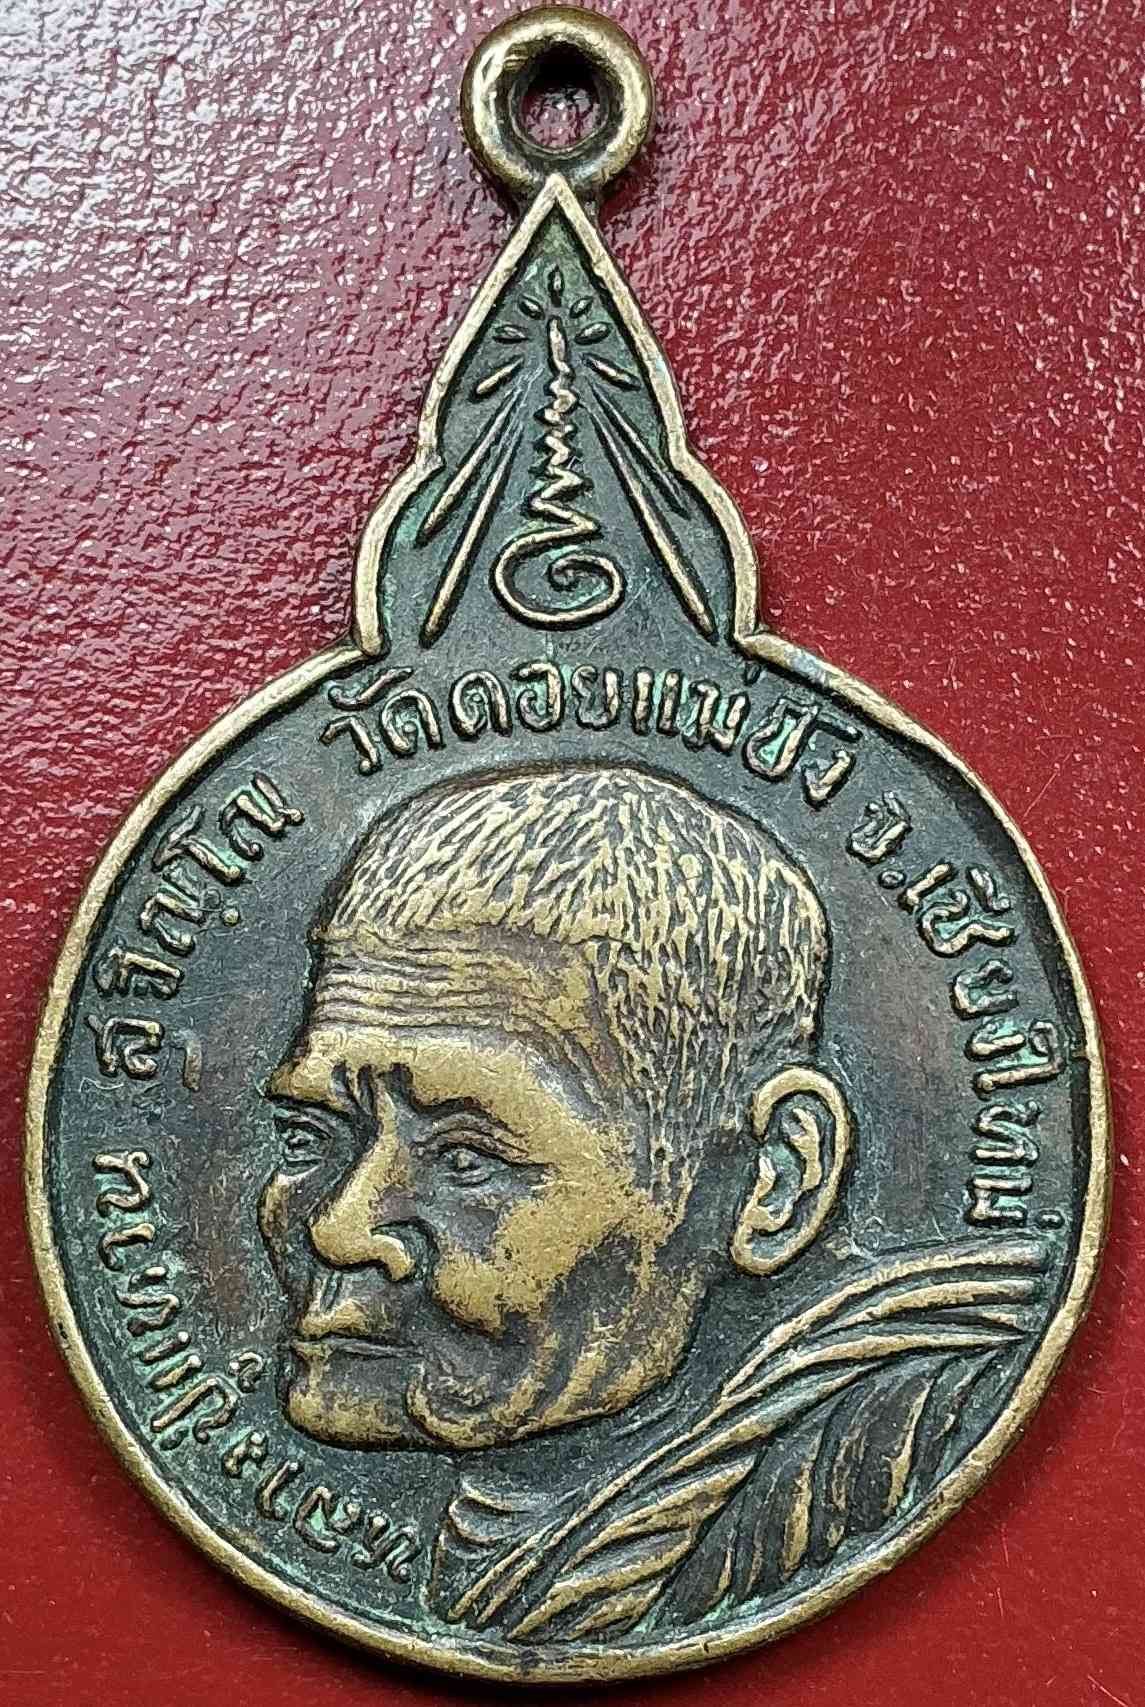 หลวงปู่แหวน สุจิณฺโณ วัดดอยแม่ปั๋ง จ.เชียงใหม่